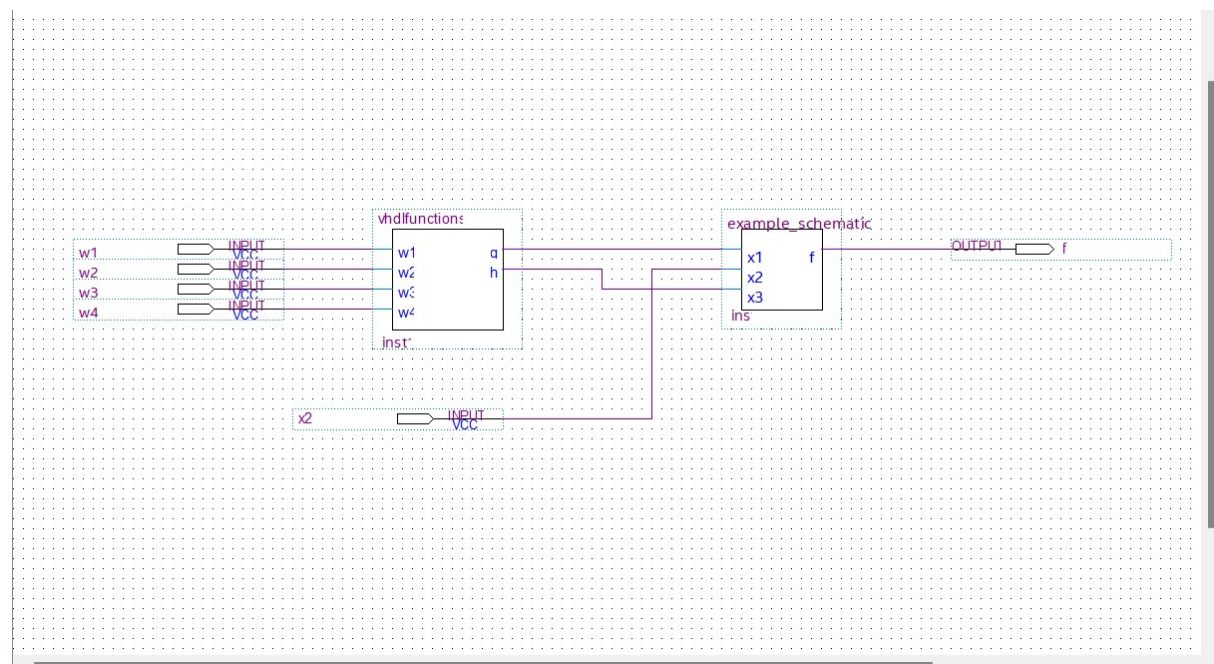 vhdlfunctions
example_schematic
w1 INPUT VCC w1 g x1 f OUTPUT f
w2 INPUT VCC w2 h x2
w3 INPUT VCC w3 x3
w4 INPUT VCC w4 ins
inst
x2 INPUT VCC